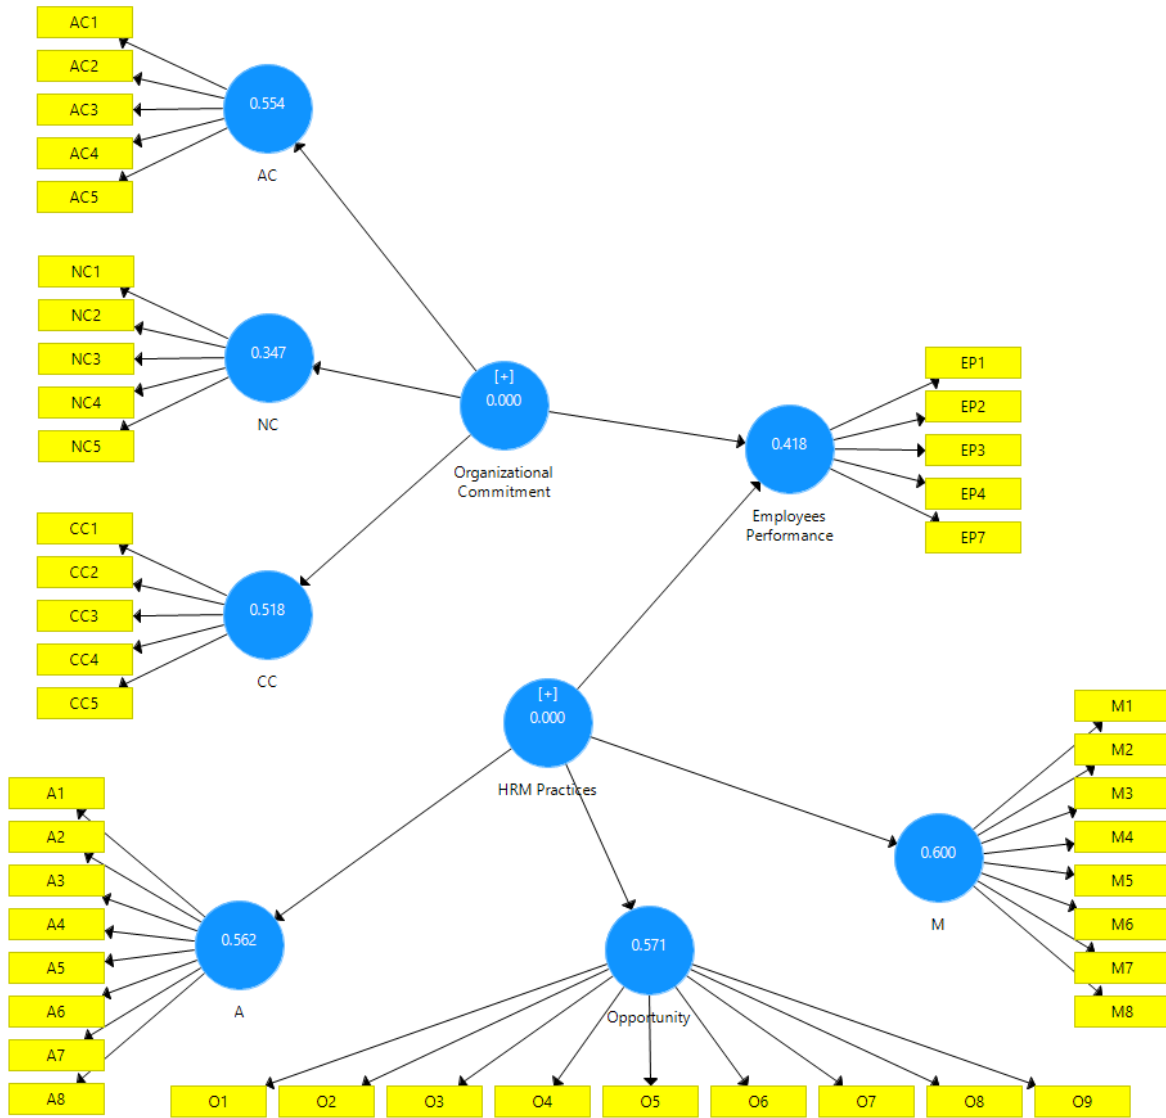 AC1
AC2
AC3
AC4
AC5
0.554
AC
NC1
NC2
NC3
NC4
NC5
0.347
NC
[+]
0.000
Organizational
Commitment
EP1
EP2
EP3
EP4
EP7
0.418
Employees
Performance
CC1
CC2
CC3
CC4
CC5
0.518
CC
[+]
0.000
HRM Practices
M1
M2
M3
M4
M5
M6
M7
M8
0.600
M
A1
A2
A3
A4
A5
A6
A7
A8
0.562
A
0.571
Opportunity
O1
O2
O3
O4
O5
O6
O7
O8
O9